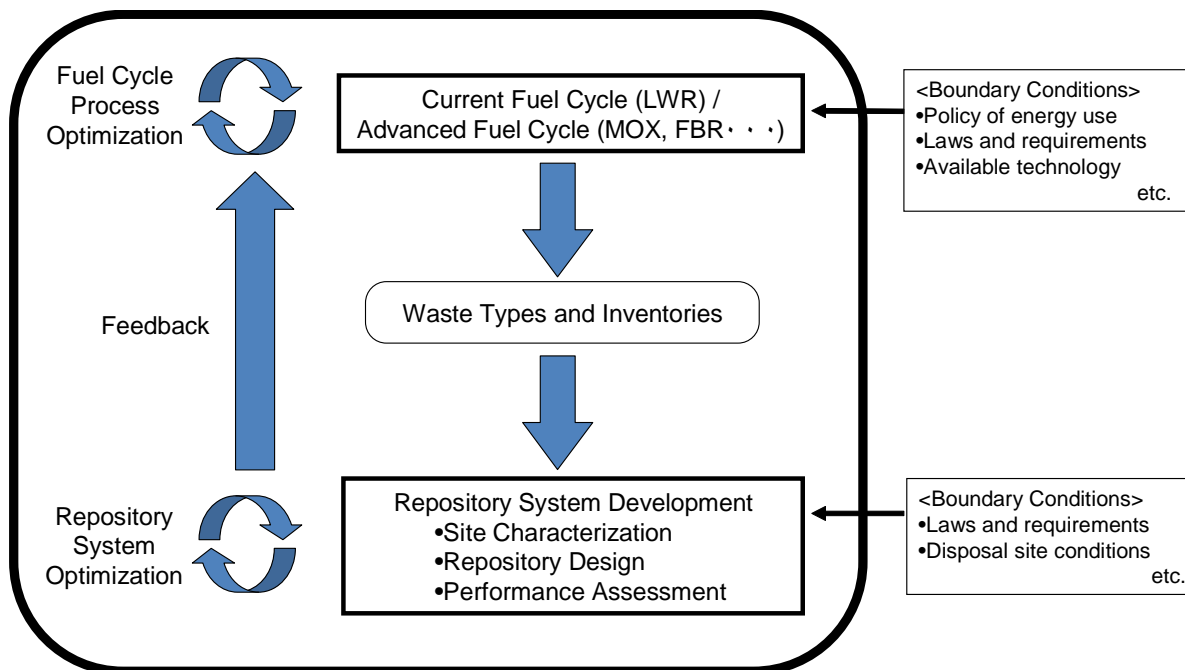 Fuel Cycle
Process
Optimization
Current Fuel Cycle (LWR) /
Advanced Fuel Cycle (MOX, FBR・・・)
<Boundary Conditions>
•Policy of energy use
•Laws and requirements
•Available technology
etc.
Feedback
Waste Types and Inventories
Repository
System
Optimization
Repository System Development
•Site Characterization
•Repository Design
•Performance Assessment
<Boundary Conditions>
•Laws and requirements
•Disposal site conditions
etc.